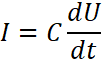 I = C dU/dt